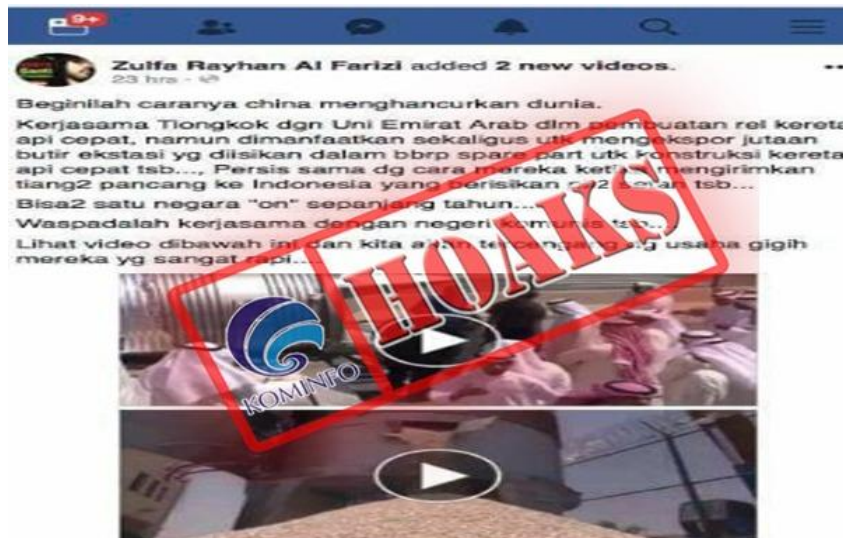 9+
Zulfa Rayhan Al Farizi added 2 new videos.
23 hrs
Beginilah caranya china menghancurkan dunia.
Kerjasama Tiongkok dgn Uni Emirat Arab dlm pembuatan rel kereta
api cepat, namun dimanfaatkan sekaligus utk mengekspor jutaan
butir ekstasi yg diisikan dalam bbrp spare part utk konstruksi kereta
api cepat tsb..., Persis sama dg cara mereka ketika mengirimkan
tiang2 pancang ke Indonesia yang berisikan tsb...
Bisa2 satu negara "on" sepanjang tahun...
Waspadalah kerjasama dengan negeri komunis tsb...
Lihat video dibawah ini dan kita akan tercengang dg usaha gigih
mereka yg sangat rapi...
HOAKS
KOMINFO